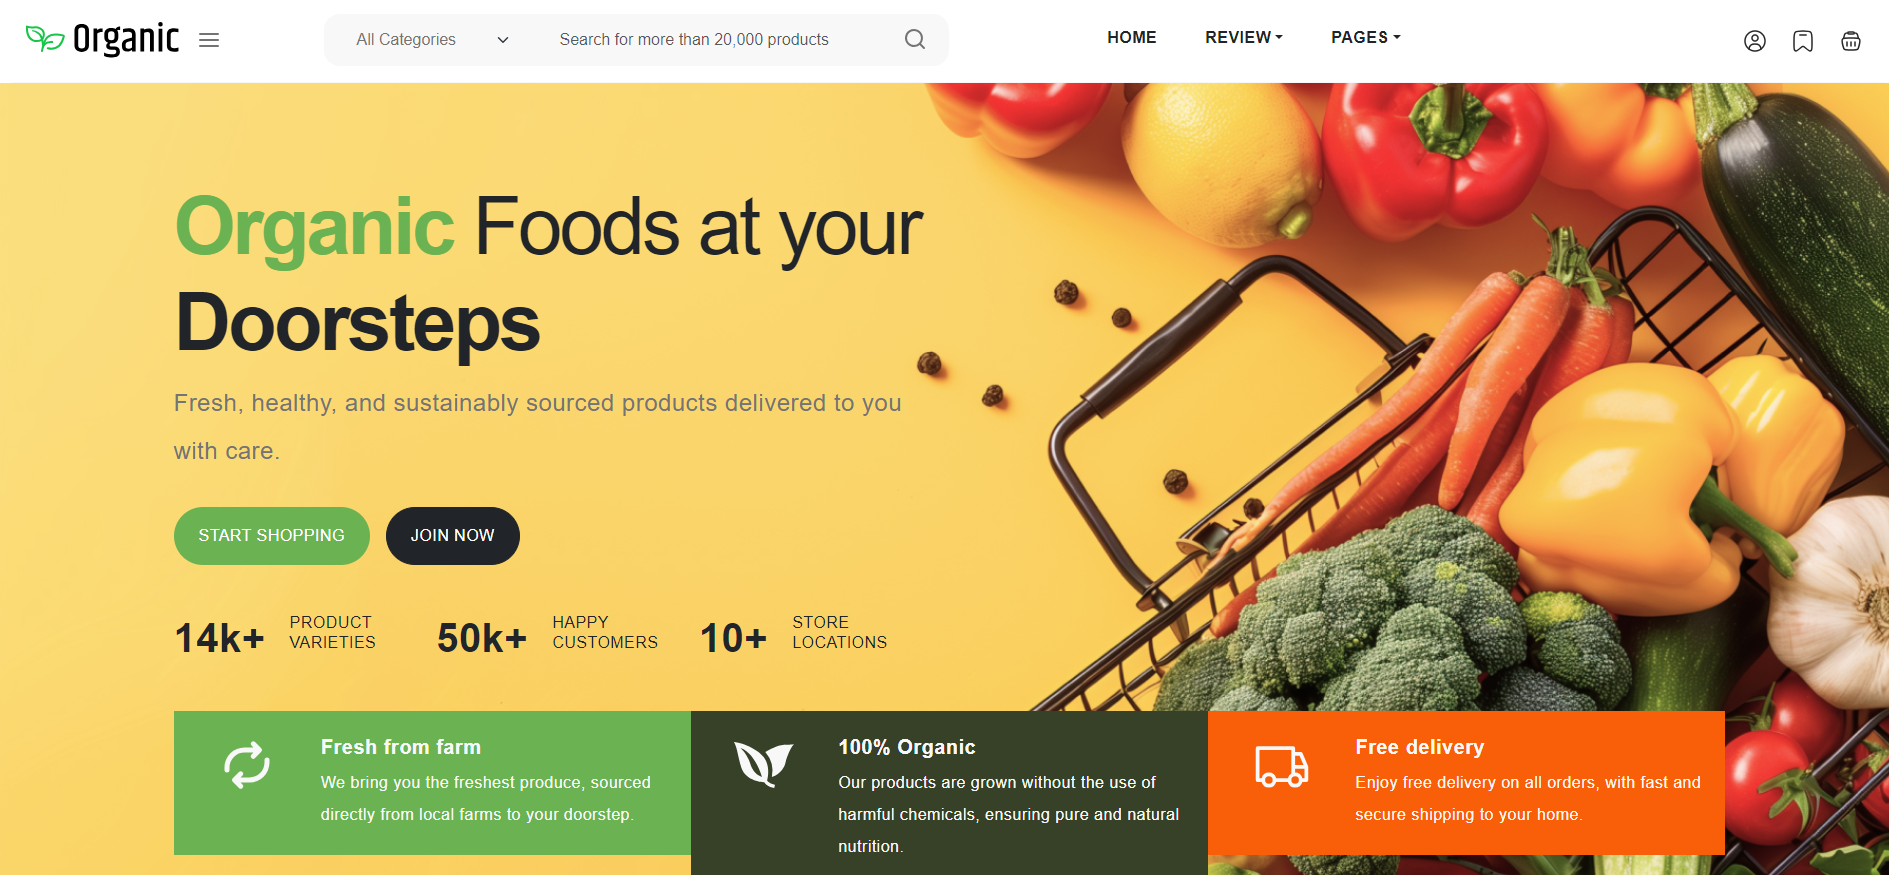 Organic
All Categories
Search for more than 20,000 products
HOME
REVIEW
PAGES
Organic Foods at your
Doorsteps
Fresh, healthy, and sustainably sourced products delivered to you
with care.
START SHOPPING
JOIN NOW
14k+
PRODUCT
VARIETIES
50k+
HAPPY
CUSTOMERS
10+
STORE
LOCATIONS
Fresh from farm
We bring you the freshest produce, sourced
directly from local farms to your doorstep.
100% Organic
Our products are grown without the use of
harmful chemicals, ensuring pure and natural
nutrition.
Free delivery
Enjoy free delivery on all orders, with fast and
secure shipping to your home.